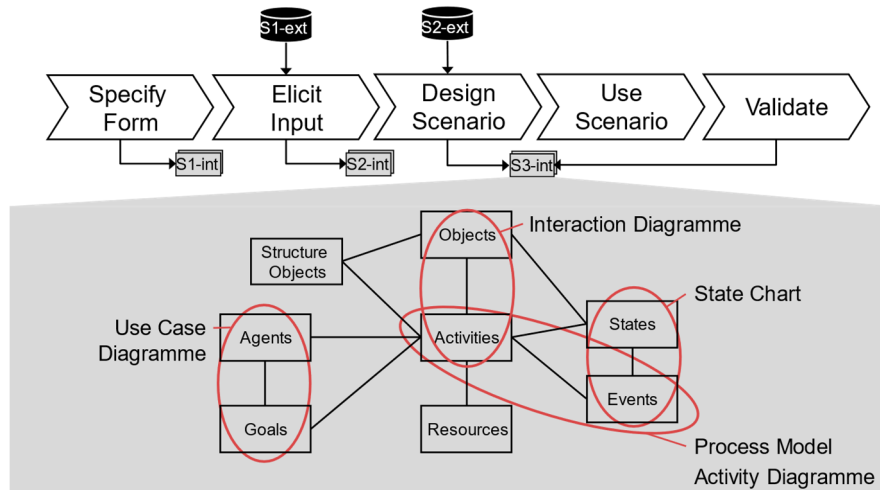 S1-ext
S2-ext
Specify
Form
Elicit
Input
Design
Scenario
Use
Scenario
Validate
S1-int
S2-int
S3-int
Objects
Interaction Diagramme
Structure
Objects
State Chart
Use Case
Diagramme
Agents
Activities
States
Events
Goals
Resources
Process Model
Activity Diagramme